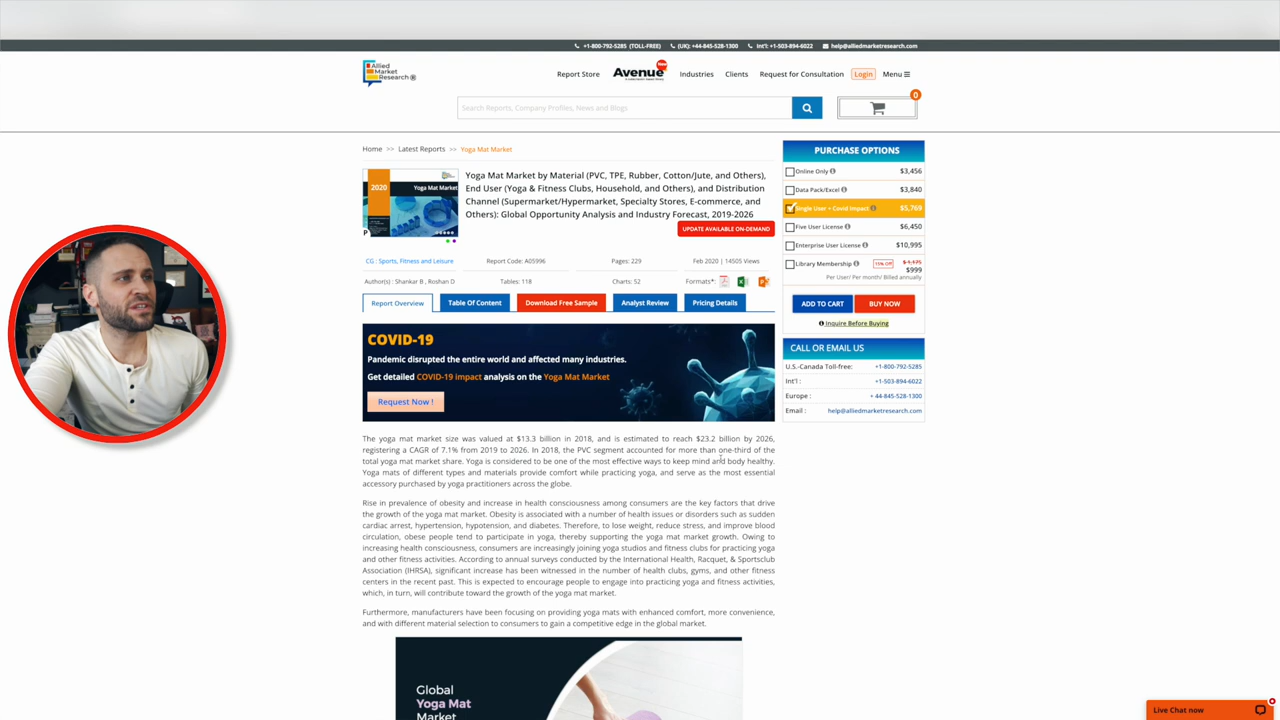 +1-800-792-5285 (TOLL-FREE) (UK): +44-845-528-1300 Int'l: +1-503-894-6022 help@alliedmarketresearch.com
Allied
Market
Research ®
Report Store
Avenue
New
Industries
Clients
Request for Consultation
Login
Menu
Search Reports, Company Profiles, News and Blogs
0
Home >> Latest Reports >> Yoga Mat Market
2020
Yoga Mat Market
Yoga Mat Market by Material (PVC, TPE, Rubber, Cotton/Jute, and Others),
End User (Yoga & Fitness Clubs, Household, and Others), and Distribution
Channel (Supermarket/Hypermarket, Specialty Stores, E-commerce, and
Others): Global Opportunity Analysis and Industry Forecast, 2019-2026
UPDATE AVAILABLE ON-DEMAND
CG : Sports, Fitness and Leisure
Report Code: A05996
Pages: 229
Feb 2020 | 14505 Views
Author(s) : Shankar B , Roshan D
Tables: 118
Charts: 52
Formats*:
Report Overview
Table Of Content
Download Free Sample
Analyst Review
Pricing Details
COVID-19
Pandemic disrupted the entire world and affected many industries.
Get detailed COVID-19 impact analysis on the Yoga Mat Market
Request Now !
The yoga mat market size was valued at $13.3 billion in 2018, and is estimated to reach $23.2 billion by 2026,
registering a CAGR of 7.1% from 2019 to 2026. In 2018, the PVC segment accounted for more than one-third of the
total yoga mat market share. Yoga is considered to be one of the most effective ways to keep mind and body healthy.
Yoga mats of different types and materials provide comfort while practicing yoga, and serve as the most essential
accessory purchased by yoga practitioners across the globe.
Rise in prevalence of obesity and increase in health consciousness among consumers are the key factors that drive
the growth of the yoga mat market. Obesity is associated with a number of health issues or disorders such as sudden
cardiac arrest, hypertension, hypotension, and diabetes. Therefore, to lose weight, reduce stress, and improve blood
circulation, obese people tend to participate in yoga, thereby supporting the yoga mat market growth. Owing to
increasing health consciousness, consumers are increasingly joining yoga studios and fitness clubs for practicing yoga
and other fitness activities. According to annual surveys conducted by the International Health, Racquet, & Sportsclub
Association (IHRSA), significant increase has been witnessed in the number of health clubs, gyms, and other fitness
centers in the recent past. This is expected to encourage people to engage into practicing yoga and fitness activities,
which, in turn, will contribute toward the growth of the yoga mat market.
Furthermore, manufacturers have been focusing on providing yoga mats with enhanced comfort, more convenience,
and with different material selection to consumers to gain a competitive edge in the global market.
Global
Yoga Mat
Market
PURCHASE OPTIONS
Online Only $3,456
Data Pack/Excel $3,840
Single User + Covid Impact $5,769
Five User License $6,450
Enterprise User License $10,995
Library Membership 15% OFF $1,175
$999
Per User/ Per month/ Billed annually
ADD TO CART
BUY NOW
Inquire Before Buying
CALL OR EMAIL US
U.S.-Canada Toll-free: +1-800-792-5285
Int'l : +1-503-894-6022
Europe : + 44-845-528-1300
Email : help@alliedmarketresearch.com
Live Chat now